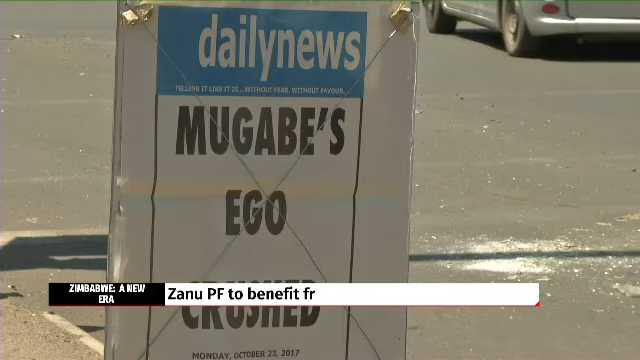 dailynews
TELLING IT LIKE IT IS...WITHOUT FEAR. WITHOUT FAVOUR.
MUGABE'S
EGO
CRUSHED
MONDAY, OCTOBER 23, 2017
ZIMBABWE: A NEW
ERA
Zanu PF to benefit fr